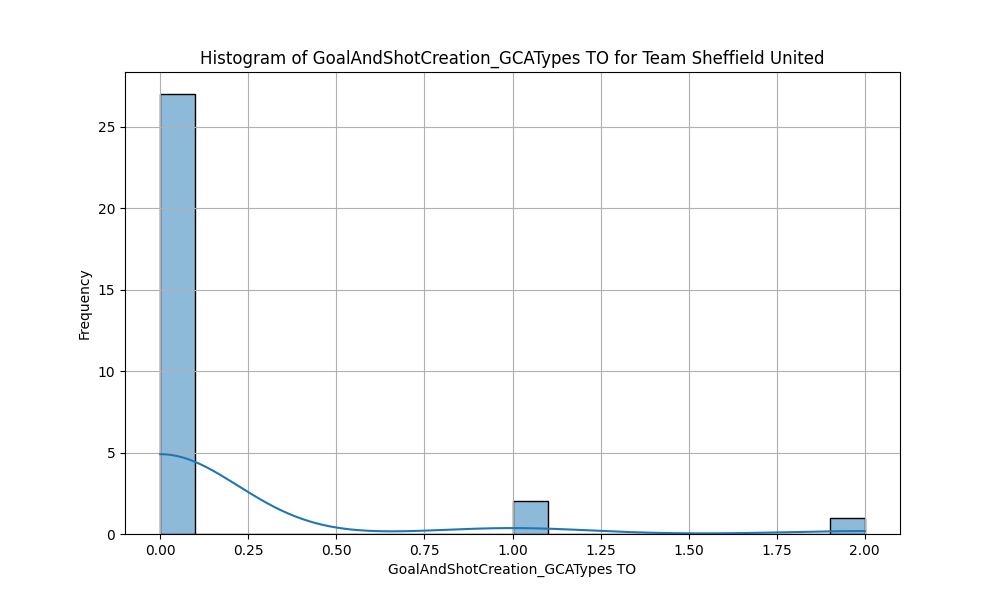 Histogram of GoalAndShotCreation_GCATypes TO for Team Sheffield United
Frequency
25
20
15
10
5
0
0.00 0.25 0.50 0.75 1.00 1.25 1.50 1.75 2.00
GoalAndShotCreation_GCATypes TO